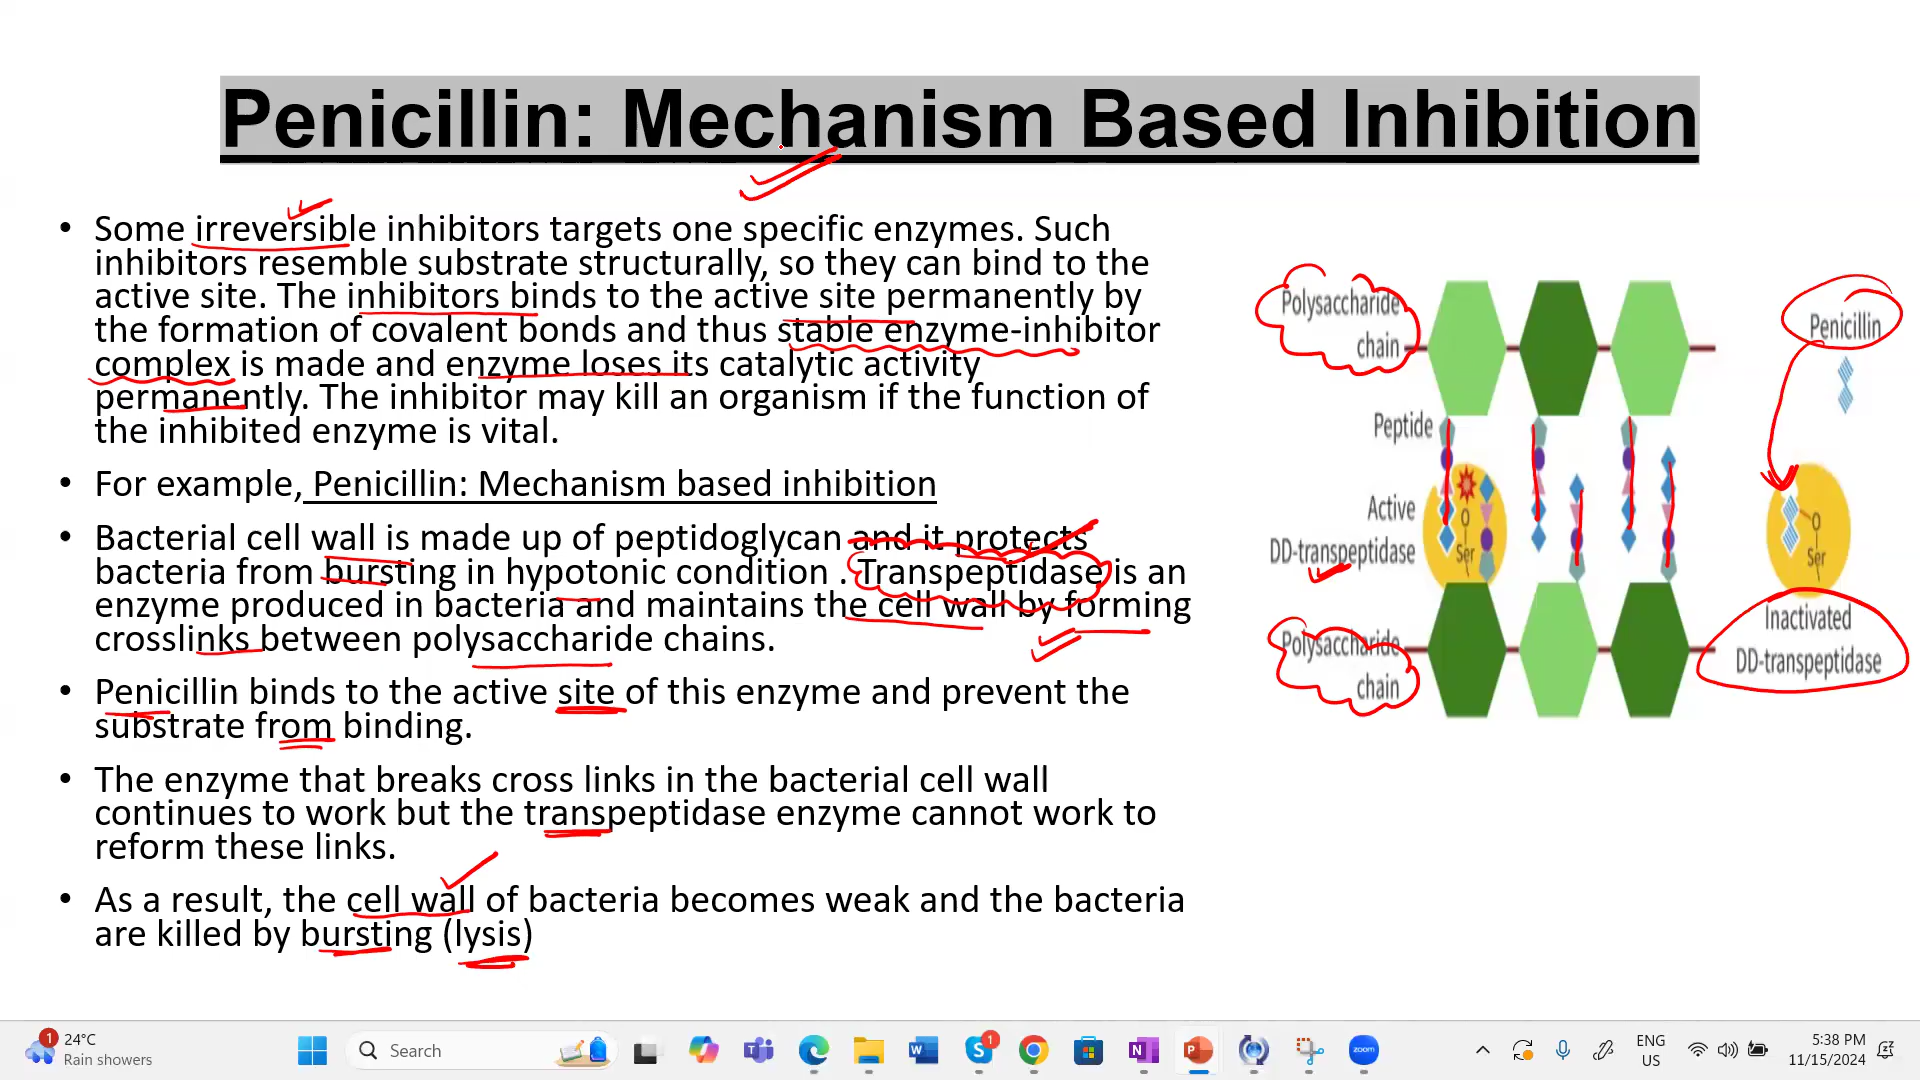 Penicillin: Mechanism Based Inhibition
• Some irreversible inhibitors targets one specific enzymes. Such
inhibitors resemble substrate structurally, so they can bind to the
active site. The inhibitors binds to the active site permanently by
the formation of covalent bonds and thus stable enzyme-inhibitor
complex is made and enzyme loses its catalytic activity
permanently. The inhibitor may kill an organism if the function of
the inhibited enzyme is vital.
• For example, Penicillin: Mechanism based inhibition
• Bacterial cell wall is made up of peptidoglycan and it protects
bacteria from bursting in hypotonic condition . Transpeptidase is an
enzyme produced in bacteria and maintains the cell wall by forming
crosslinks between polysaccharide chains.
• Penicillin binds to the active site of this enzyme and prevent the
substrate from binding.
• The enzyme that breaks cross links in the bacterial cell wall
continues to work but the transpeptidase enzyme cannot work to
reform these links.
• As a result, the cell wall of bacteria becomes weak and the bacteria
are killed by bursting (lysis)
Polysaccharide
chain
Penicillin
Peptide
Active
DD-transpeptidase
O
Ser
O
Ser
Polysaccharide
chain
Inactivated
DD-transpeptidase
1
24°C
Rain showers
Search
1
zoom
ENG
US
5:38 PM
11/15/2024